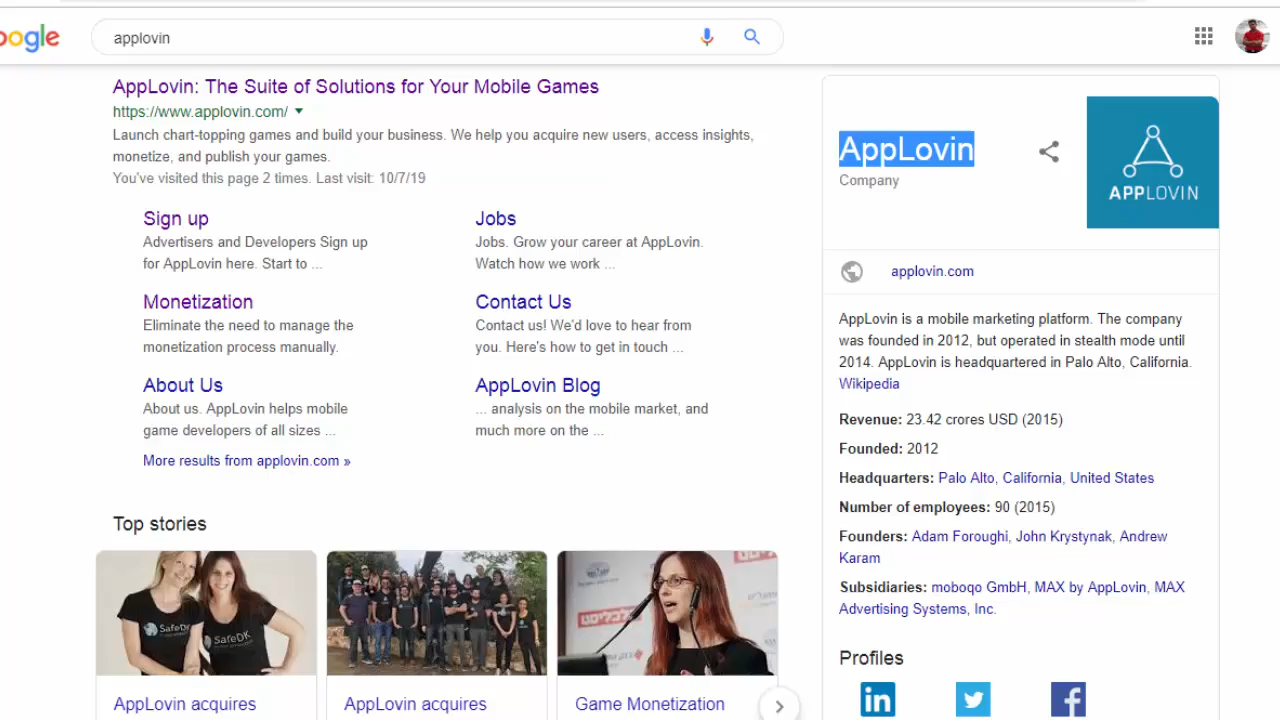 oogle
applovin
AppLovin: The Suite of Solutions for Your Mobile Games
https://www.applovin.com/
Launch chart-topping games and build your business. We help you acquire new users, access insights,
monetize, and publish your games.
You've visited this page 2 times. Last visit: 10/7/19
Sign up
Advertisers and Developers Sign up
for AppLovin here. Start to ...
Jobs
Jobs. Grow your career at AppLovin.
Watch how we work ...
Monetization
Eliminate the need to manage the
monetization process manually.
Contact Us
Contact us! We'd love to hear from
you. Here's how to get in touch ...
About Us
About us. AppLovin helps mobile
game developers of all sizes ...
AppLovin Blog
... analysis on the mobile market, and
much more on the ...
More results from applovin.com »
Top stories
SafeDK
SafeDK
AppLovin acquires
AppLovin acquires
Game Monetization
AppLovin
Company
APPLOVIN
applovin.com
AppLovin is a mobile marketing platform. The company
was founded in 2012, but operated in stealth mode until
2014. AppLovin is headquartered in Palo Alto, California.
Wikipedia
Revenue: 23.42 crores USD (2015)
Founded: 2012
Headquarters: Palo Alto, California, United States
Number of employees: 90 (2015)
Founders: Adam Foroughi, John Krystynak, Andrew
Karam
Subsidiaries: moboqo GmbH, MAX by AppLovin, MAX
Advertising Systems, Inc.
Profiles
in